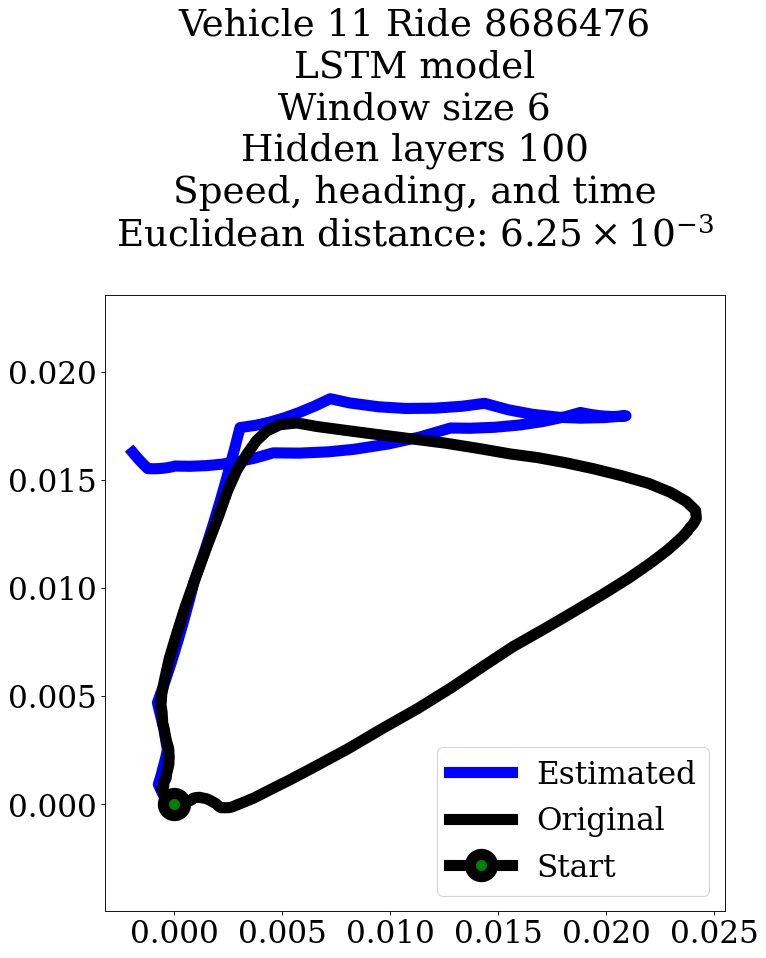 Vehicle 11 Ride 8686476
LSTM model
Window size 6
Hidden layers 100
Speed, heading, and time
Euclidean distance: 6.25 × 10⁻³
0.020
0.015
0.010
0.005
0.000
Estimated
Original
Start
0.000 0.005 0.010 0.015 0.020 0.025